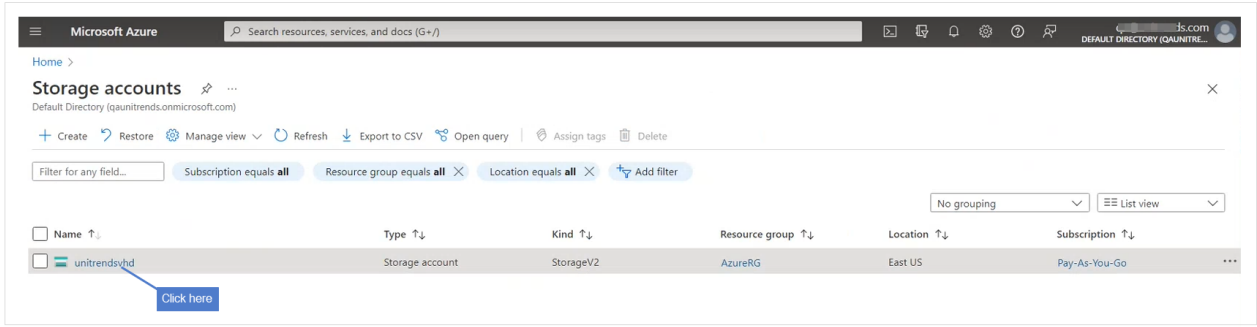 Microsoft Azure
Search resources, services, and docs (G+/)
DEFAULT DIRECTORY (QAUNITRE...
Home >
Storage accounts ...
Default Directory (qaunitrends.onmicrosoft.com)
Create Restore Manage view Refresh Export to CSV Open query Assign tags Delete
Filter for any field... Subscription equals all Resource group equals all Location equals all Add filter
No grouping List view
Name Type Kind Resource group Location Subscription
unitrendsvhd Storage account StorageV2 AzureRG East US Pay-As-You-Go ...
Click here